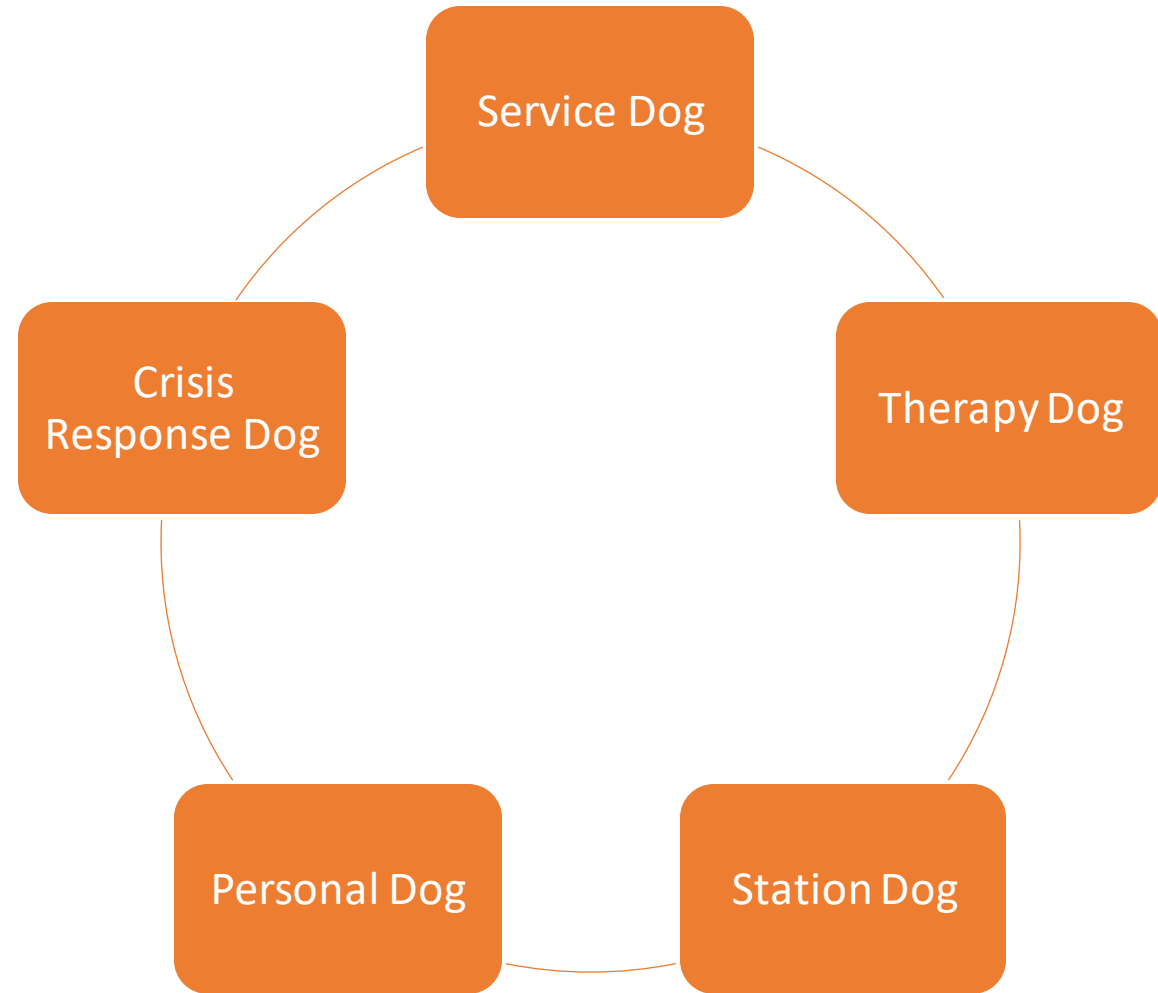 Service Dog
Therapy Dog
Station Dog
Personal Dog
Crisis
Response Dog